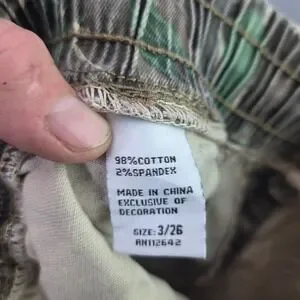 98%COTTON
2%SPANDEX
MADE IN CHINA
EXCLUSIVE OF
DECORATION
SIZE: 3/26
RN112642